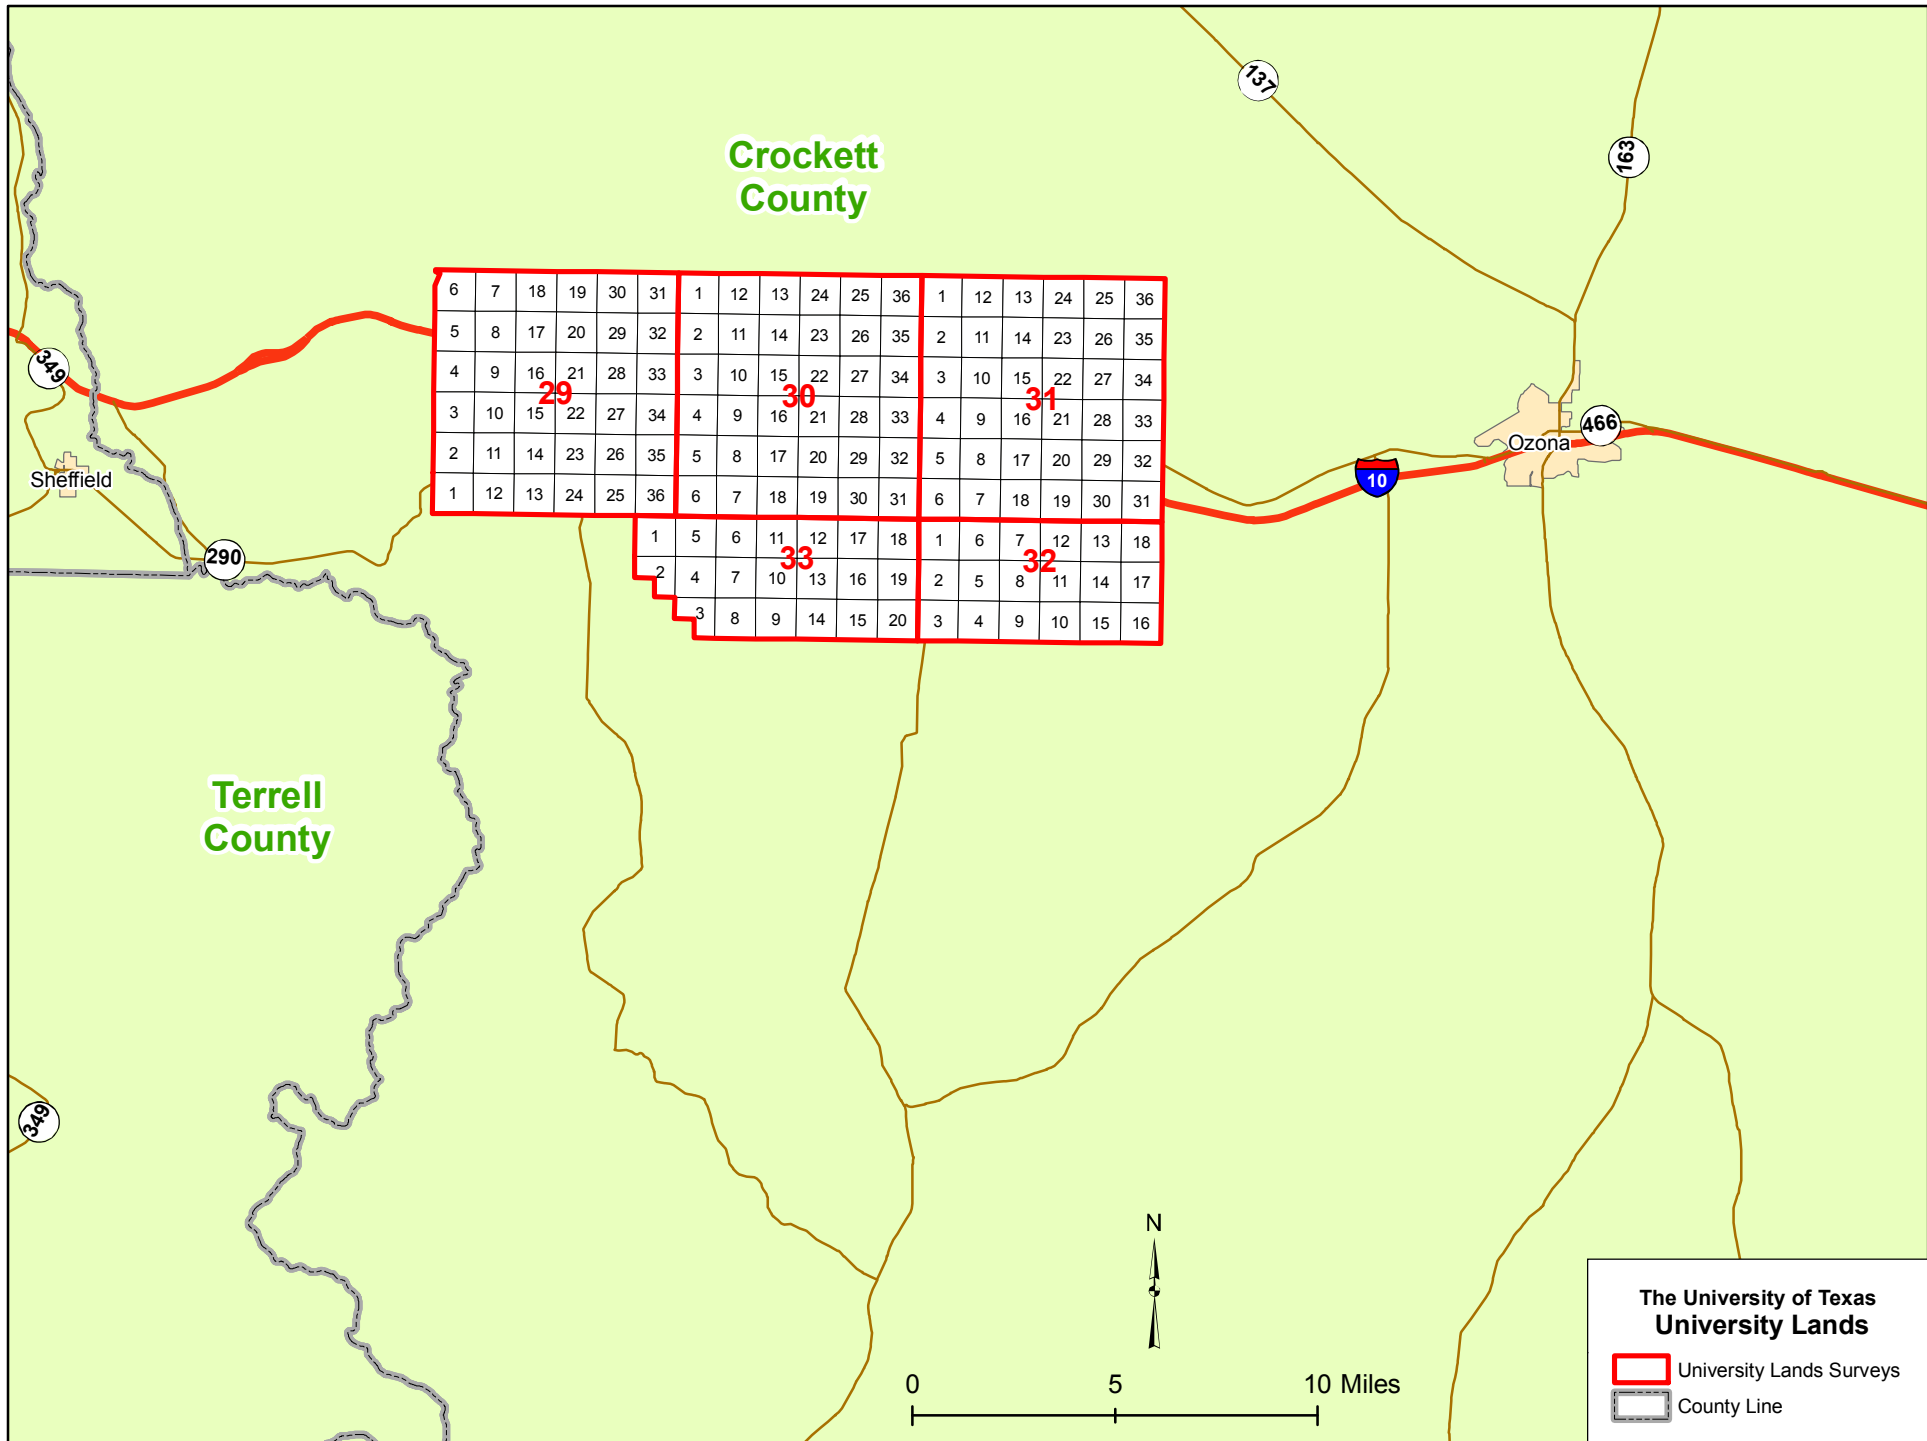 137
163
Crockett
County
6 7 18 19 30 31 1 12 13 24 25 36 1 12 13 24 25 36
5 8 17 20 29 32 2 11 14 23 26 35 2 11 14 23 26 35
349
4 9 16 21 28 33 3 10 15 22 27 34 3 10 15 22 27 34
29 30 31
3 10 15 22 27 34 4 9 16 21 28 33 4 9 16 21 28 33
466
Ozona
2 11 14 23 26 35 5 8 17 20 29 32 5 8 17 20 29 32
Sheffield
10
1 12 13 24 25 36 6 7 18 19 30 31 6 7 18 19 30 31
1 5 6 11 12 17 18 1 6 7 12 13 18
290
33 32
2 4 7 10 13 16 19 2 5 8 11 14 17
3 8 9 14 15 20 3 4 9 10 15 16
Terrell
County
349
N
The University of Texas
University Lands
University Lands Surveys
County Line
0 5 10 Miles